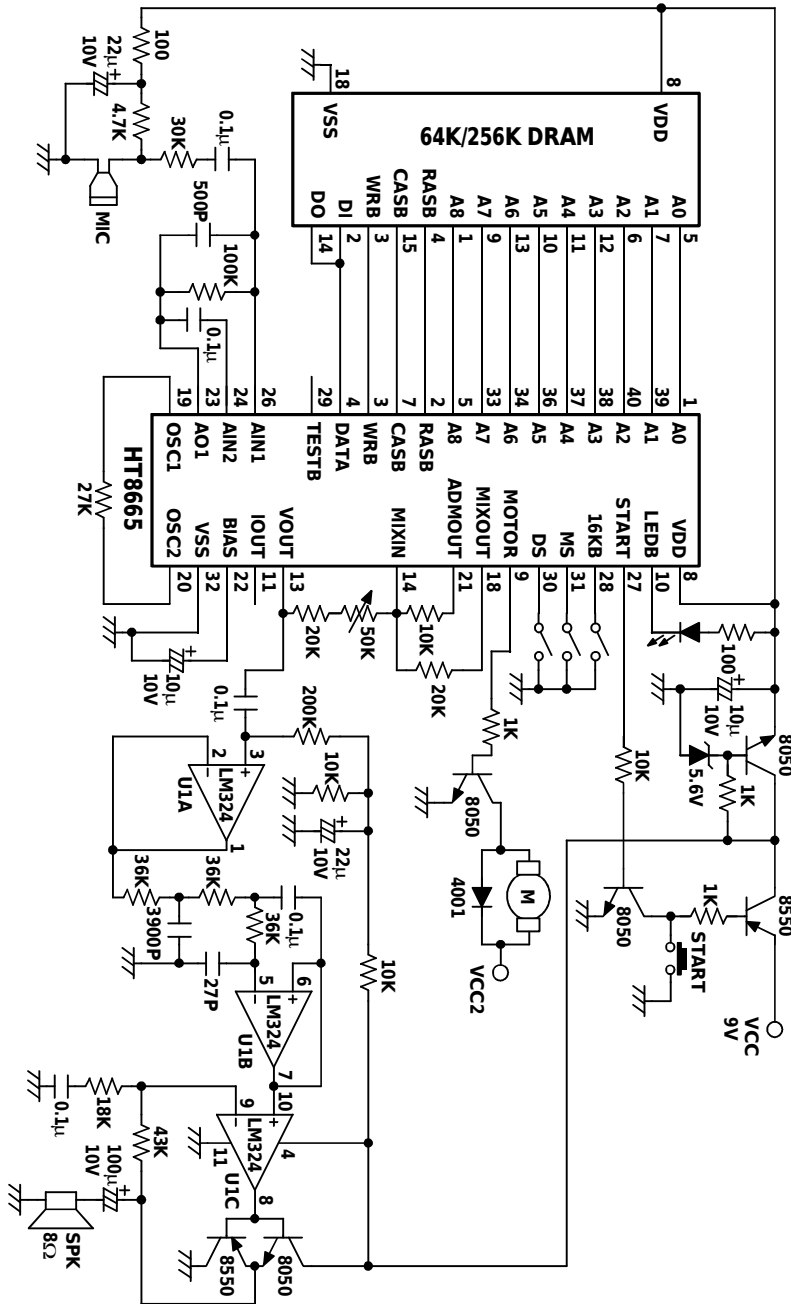 100
22μ
10V
4.7K
30K
0.1μ
MIC
500P
100K
0.1μ
64K/256K DRAM
8
VDD
18
VSS
A0
5
A1
7
A2
6
A3
12
A4
11
A5
10
A6
13
A7
9
A8
1
RASB
4
CASB
15
WRB
3
DI
2
DO
14
HT8665
1
A0
39
A1
40
A2
38
A3
37
A4
36
A5
34
A6
33
A7
5
A8
2
RASB
7
CASB
3
WRB
4
DATA
29
TESTB
26
AIN1
24
AIN2
23
AO1
19
OSC1
27K
VDD
8
LEDB
10
START
27
16KB
28
MS
31
DS
30
MOTOR
9
MIXOUT
18
ADMOUT
21
MIXIN
14
VOUT
13
IOUT
11
BIAS
22
VSS
32
OSC2
20
100
10μ
10V
8050
5.6V
1K
10K
8050
1K
START
8550
VCC
9V
1K
8050
4001
M
VCC2
10K
20K
50K
20K
10μ
10V
0.1μ
200K
10K
22μ
10V
10K
3
2
+
−
LM324
U1A
1
36K
36K
3900P
36K
0.1μ
27P
6
5
+
−
LM324
U1B
7
10
9
+
−
LM324
U1C
4
11
8
18K
0.1μ
43K
8050
8550
100μ
10V
SPK
8Ω